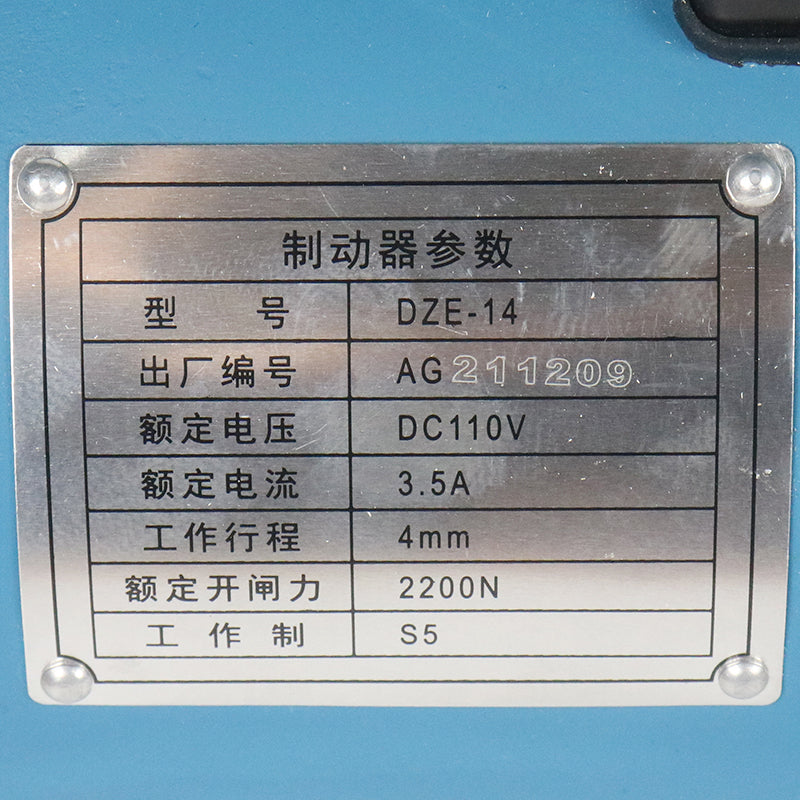 制动器参数
型号 DZE-14
出厂编号 AG211209
额定电压 DC110V
额定电流 3.5A
工作行程 4mm
额定开闸力 2200N
工作制 S5